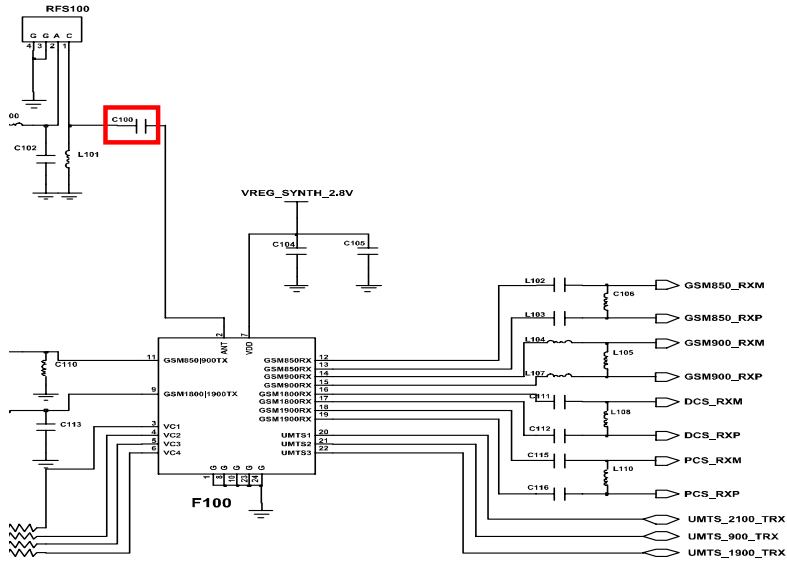 RFS100
G G A C
4 3 2 1
00
C100
C102
L101
VREG_SYNTH_2.8V
C104
C105
L102
C106
GSM850_RXM
L103
GSM850_RXP
2
7
ANT
VDD
L104
GSM900_RXM
11
GSM850|900TX
GSM850RX
12
L105
GSM850RX
13
C110
GSM900RX
14
L107
GSM900_RXP
GSM900RX
15
9
GSM1800|1900TX
GSM1800RX
16
C111
DCS_RXM
GSM1800RX
17
L108
GSM1900RX
18
GSM1900RX
19
C113
3
VC1
4
VC2
UMTS1
20
C112
DCS_RXP
5
VC3
UMTS2
21
6
VC4
UMTS3
22
C115
PCS_RXM
L110
G G G G G
1 8 10 23 24
C116
PCS_RXP
F100
UMTS_2100_TRX
UMTS_900_TRX
UMTS_1900_TRX